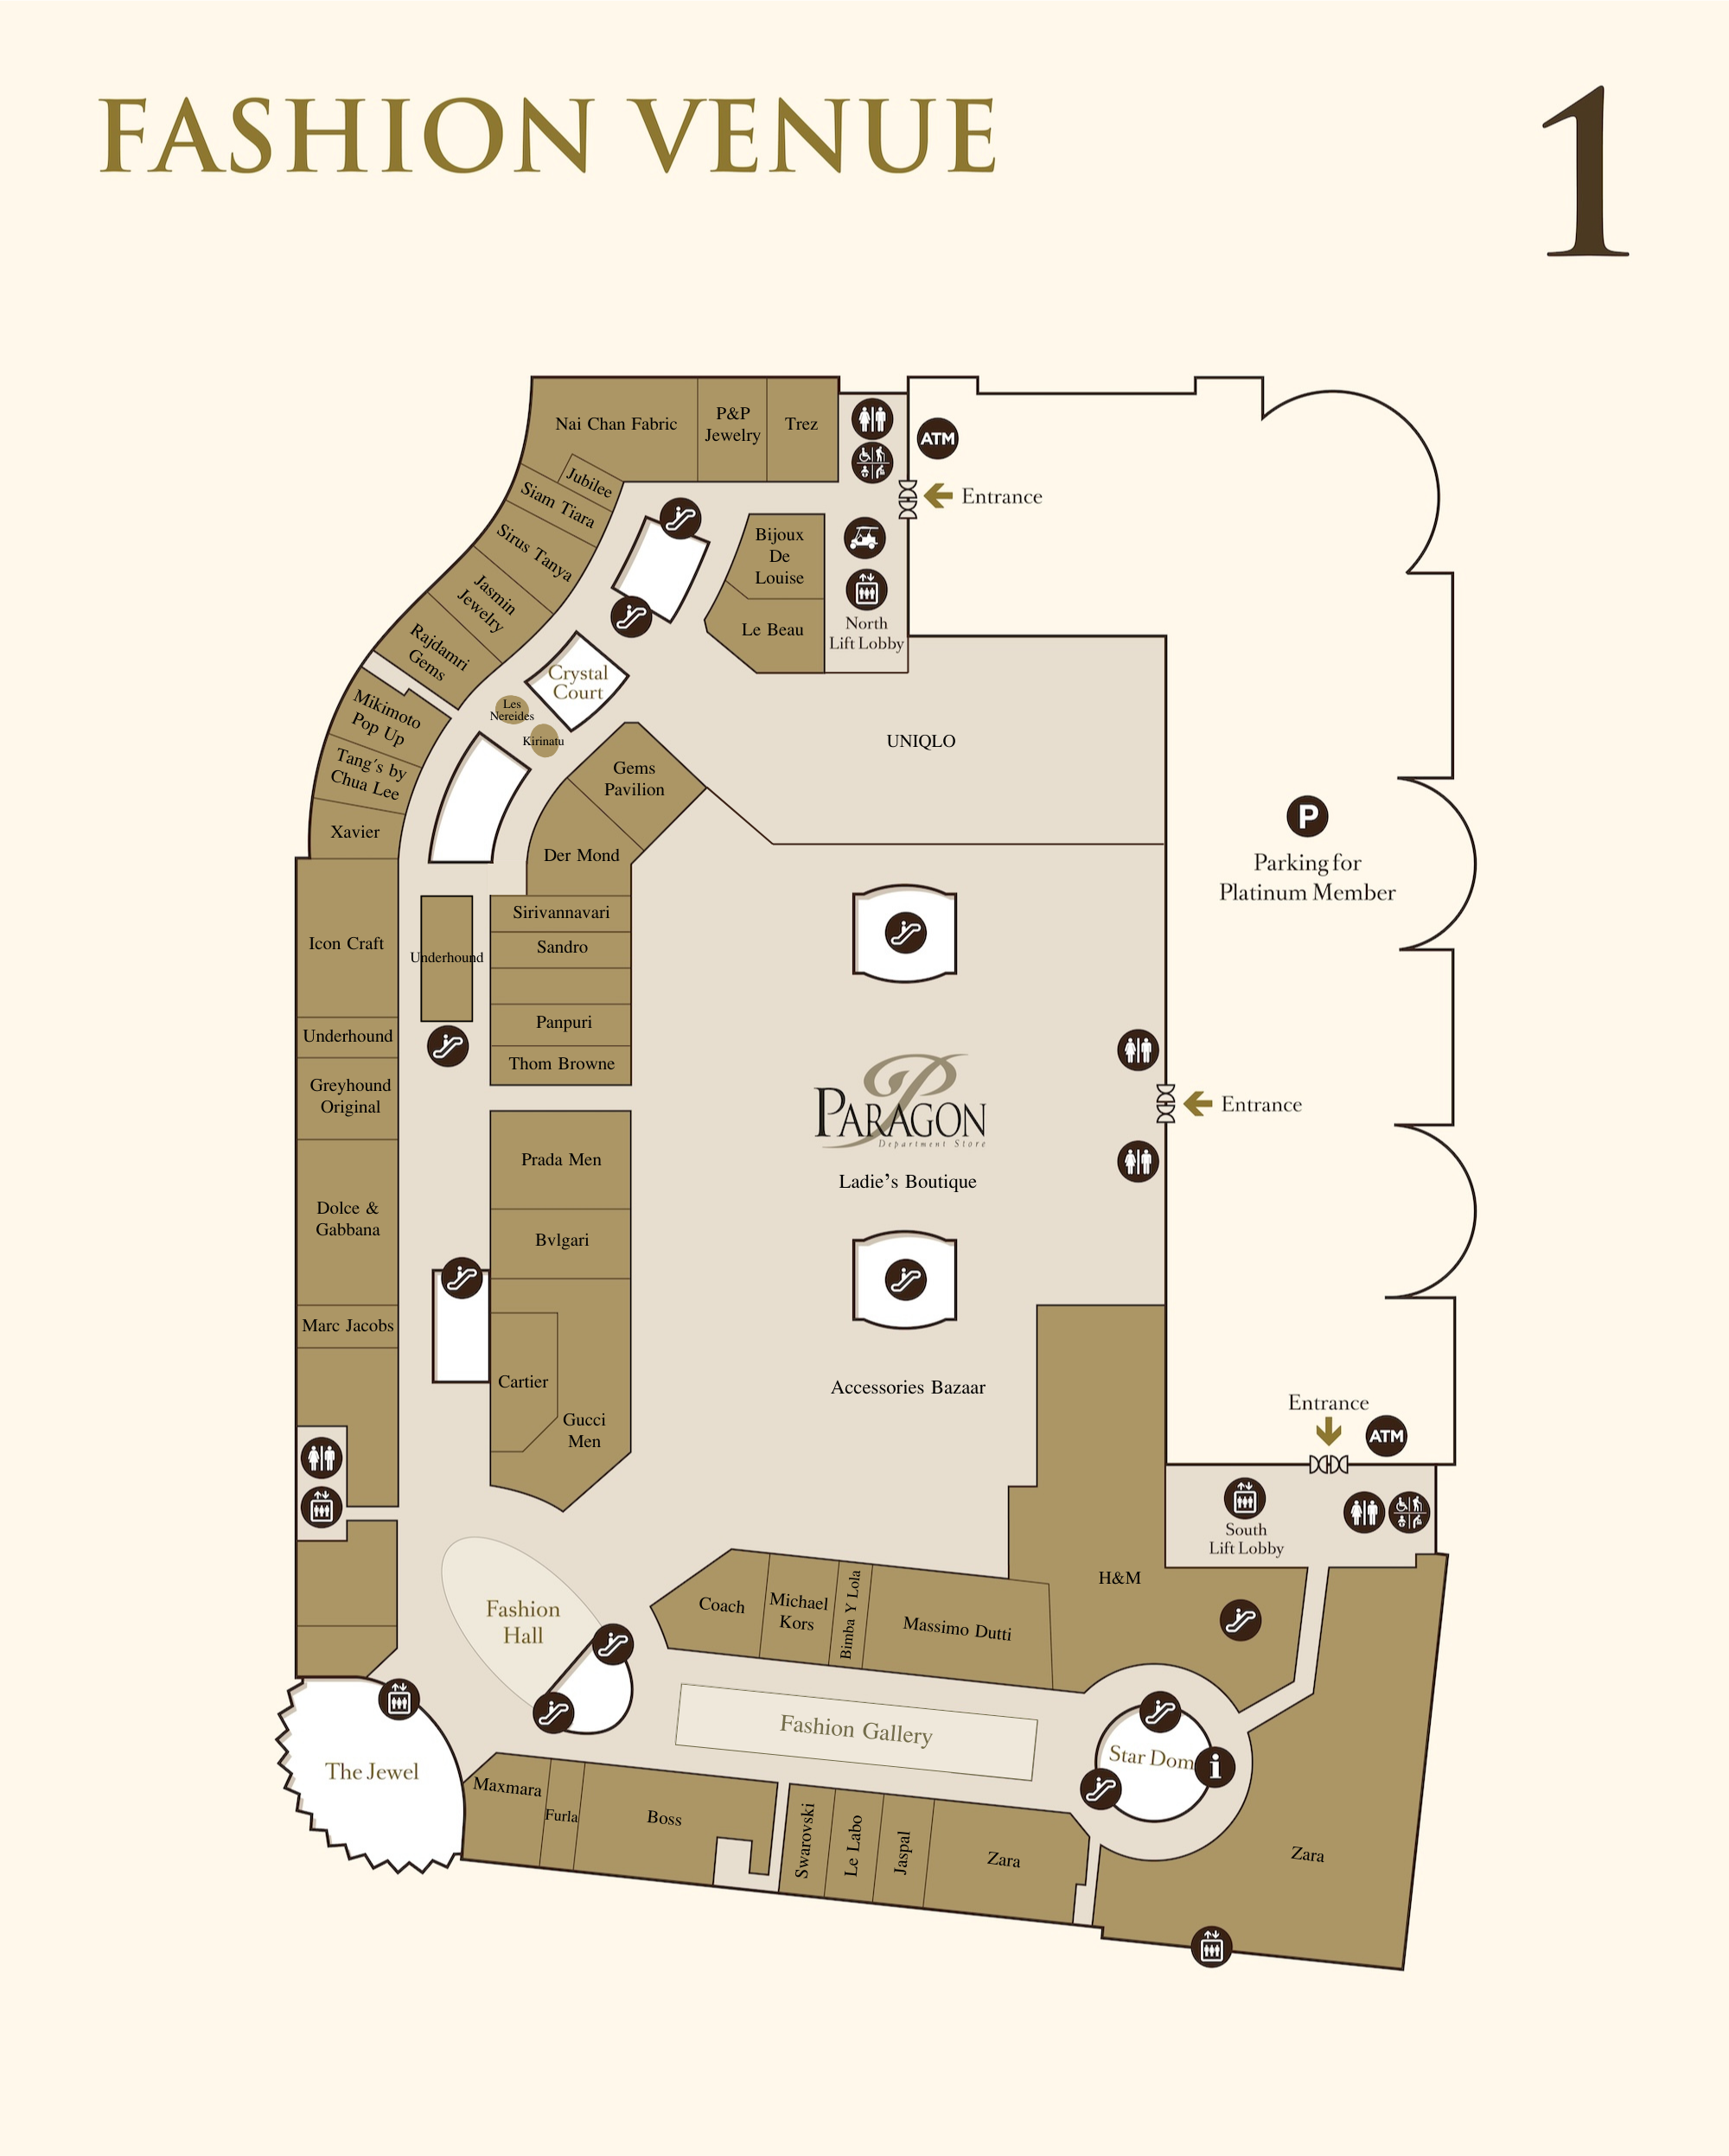 FASHION VENUE
1
Nai Chan Fabric
P&P
Jewelry
Trez
ATM
Jubilee
Siam Tiara
Entrance
Sirus Tanya
Bijoux
De
Louise
Jasmin
Jewelry
Le Beau
North
Lift Lobby
Rajdamri
Gems
Crystal
Court
Les
Nereides
Kirinatu
Mikimoto
Pop Up
UNIQLO
Tang's by
Chua Lee
Gems
Pavilion
Xavier
Der Mond
P
Parking for
Platinum Member
Icon Craft
Underhound
Sirivannavari
Sandro
Underhound
Panpuri
Thom Browne
Greyhound
Original
P
PARAGON
Department Store
Ladie's Boutique
Entrance
Prada Men
Dolce &
Gabbana
Bvlgari
Marc Jacobs
Cartier
Gucci
Men
Accessories Bazaar
Entrance
ATM
South
Lift Lobby
H&M
Fashion
Hall
Coach
Michael
Kors
Bimba Y Lola
Massimo Dutti
Fashion Gallery
Star Dom
i
The Jewel
Maxmara
Furla
Boss
Swarovski
Le Labo
Jaspal
Zara
Zara